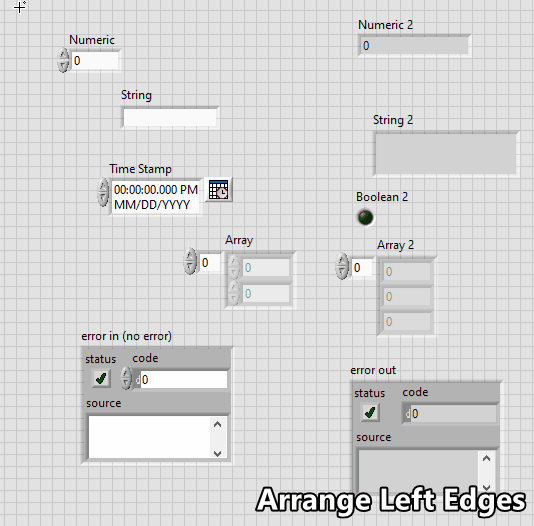 Numeric
0
Numeric 2
0
String
String 2
Time Stamp
00:00:00.000 PM
MM/DD/YYYY
Boolean 2
Array
0
0
0
Array 2
0
0
0
0
error in (no error)
status
code
✓
d0
source
error out
status
code
✓
d0
source
Arrange Left Edges